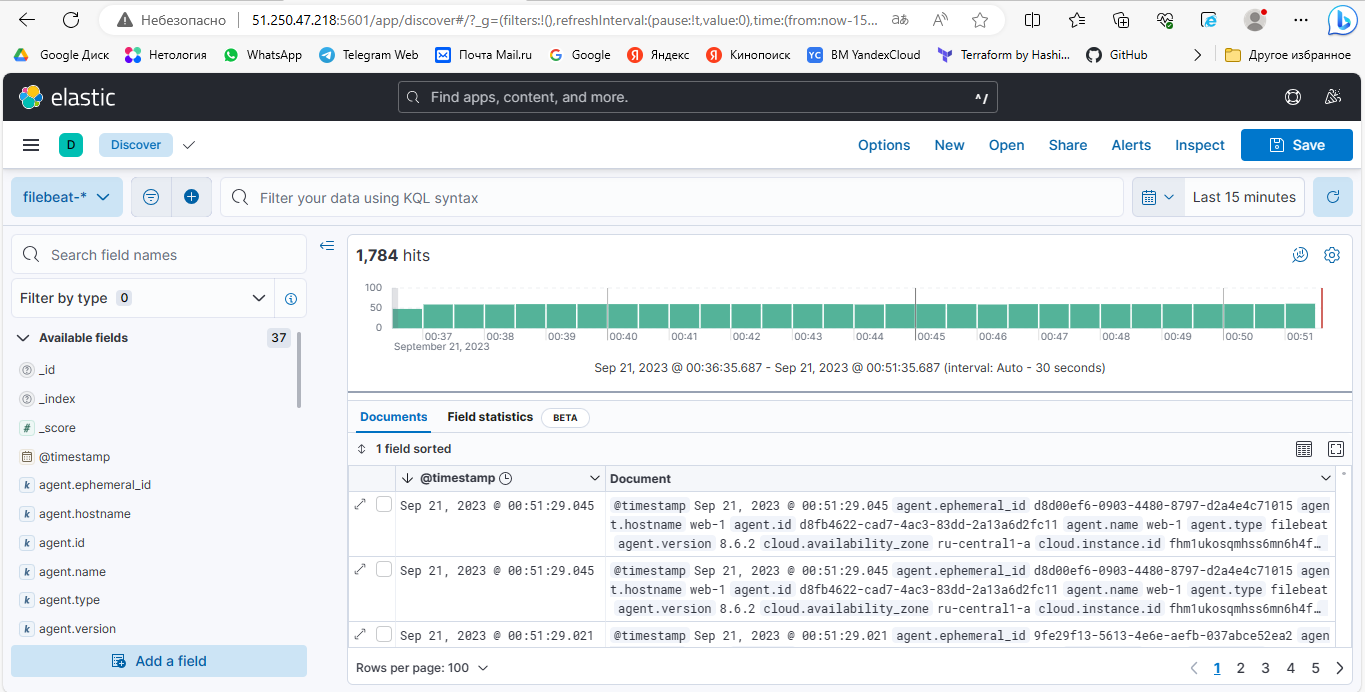 Небезопасно 51.250.47.218:5601/app/discover#/?_g=(filters:!(),refreshInterval:(pause:!t,value:0),time:(from:now-15...
Google Диск Нетология WhatsApp Telegram Web Почта Mail.ru Google Яндекс Кинопоиск YC ВМ YandexCloud Terraform by Hashi... GitHub Другое избранное
elastic Find apps, content, and more. ^/
D Discover Options New Open Share Alerts Inspect Save
filebeat-* Filter your data using KQL syntax Last 15 minutes
Search field names
1,784 hits
Filter by type 0
100
50
0
00:37 00:38 00:39 00:40 00:41 00:42 00:43 00:44 00:45 00:46 00:47 00:48 00:49 00:50 00:51
September 21, 2023
Sep 21, 2023 @ 00:36:35.687 - Sep 21, 2023 @ 00:51:35.687 (interval: Auto - 30 seconds)
Available fields 37
_id
_index
_score
@timestamp
agent.ephemeral_id
agent.hostname
agent.id
agent.name
agent.type
agent.version
Add a field
Documents Field statistics BETA
1 field sorted
@timestamp Document
Sep 21, 2023 @ 00:51:29.045 @timestamp Sep 21, 2023 @ 00:51:29.045 agent.ephemeral_id d8d00ef6-0903-4480-8797-d2a4e4c71015 agen
t.hostname web-1 agent.id d8fb4622-cad7-4ac3-83dd-2a13a6d2fc11 agent.name web-1 agent.type filebeat
agent.version 8.6.2 cloud.availability_zone ru-central1-a cloud.instance.id fhm1ukosqmhss6mn6h4f...
Sep 21, 2023 @ 00:51:29.045 @timestamp Sep 21, 2023 @ 00:51:29.045 agent.ephemeral_id d8d00ef6-0903-4480-8797-d2a4e4c71015 agen
t.hostname web-1 agent.id d8fb4622-cad7-4ac3-83dd-2a13a6d2fc11 agent.name web-1 agent.type filebeat
agent.version 8.6.2 cloud.availability_zone ru-central1-a cloud.instance.id fhm1ukosqmhss6mn6h4f...
Sep 21, 2023 @ 00:51:29.021 @timestamp Sep 21, 2023 @ 00:51:29.021 agent.ephemeral_id 9fe29f13-5613-4e6e-aefb-037abce52ea2 agen
Rows per page: 100 1 2 3 4 5